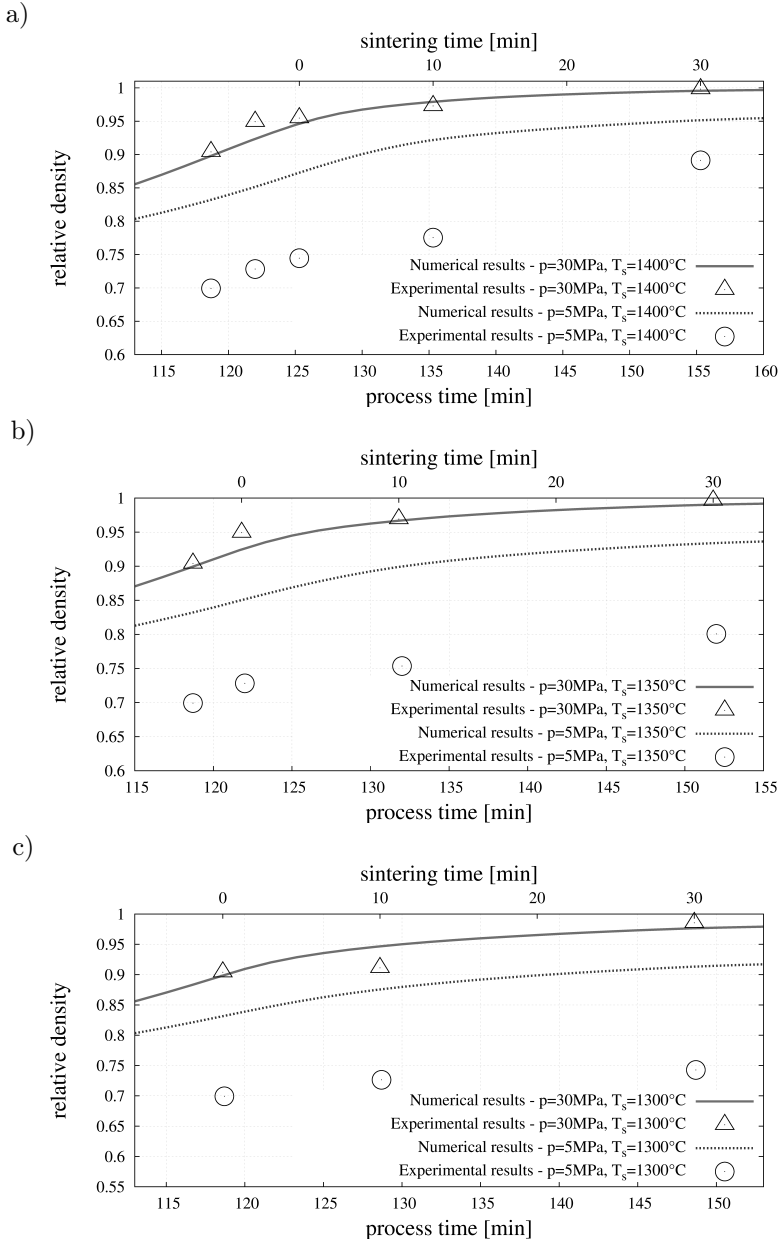 a)
sintering time [min]
0 10 20 30
1
0.95
0.9
0.85
0.8
0.75
0.7
0.65
0.6
relative density
Numerical results - p=30MPa, Ts=1400°C
Experimental results - p=30MPa, Ts=1400°C
Numerical results - p=5MPa, Ts=1400°C
Experimental results - p=5MPa, Ts=1400°C
115 120 125 130 135 140 145 150 155 160
process time [min]
b)
sintering time [min]
0 10 20 30
1
0.95
0.9
0.85
0.8
0.75
0.7
0.65
0.6
relative density
Numerical results - p=30MPa, Ts=1350°C
Experimental results - p=30MPa, Ts=1350°C
Numerical results - p=5MPa, Ts=1350°C
Experimental results - p=5MPa, Ts=1350°C
115 120 125 130 135 140 145 150 155
process time [min]
c)
sintering time [min]
0 10 20 30
1
0.95
0.9
0.85
0.8
0.75
0.7
0.65
0.6
0.55
relative density
Numerical results - p=30MPa, Ts=1300°C
Experimental results - p=30MPa, Ts=1300°C
Numerical results - p=5MPa, Ts=1300°C
Experimental results - p=5MPa, Ts=1300°C
115 120 125 130 135 140 145 150
process time [min]